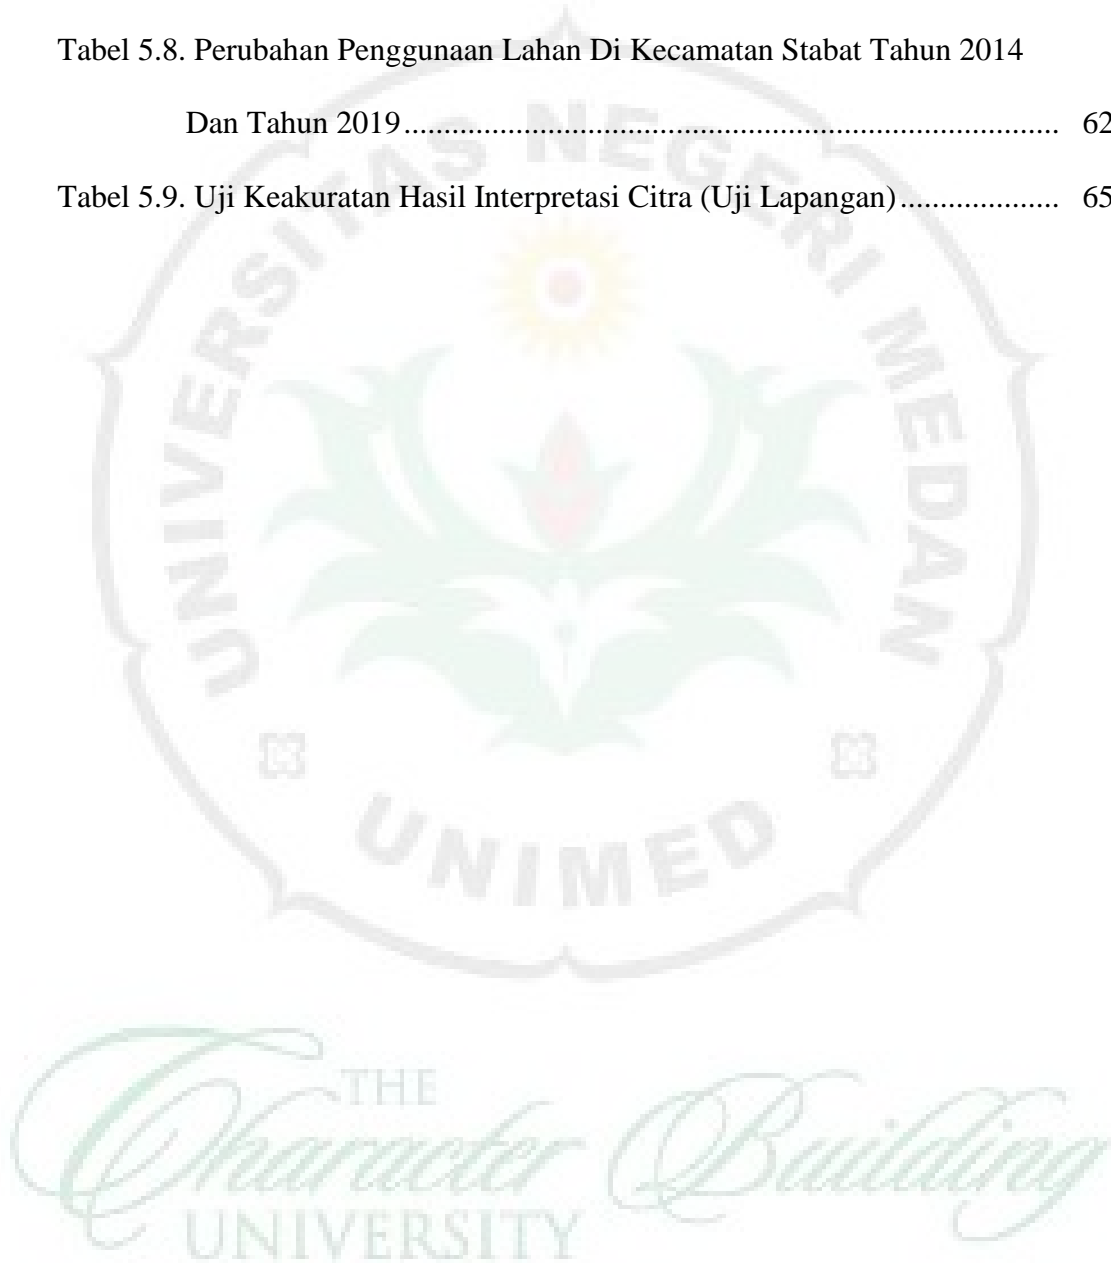 Tabel 5.8. Perubahan Penggunaan Lahan Di Kecamatan Stabat Tahun 2014
Dan Tahun 2019...................................................................... 62
Tabel 5.9. Uji Keakuratan Hasil Interpretasi Citra (Uji Lapangan)................... 65
UNIVERSITAS NEGERI MEDAN
UNIMED
THE
Character Building
UNIVERSITY